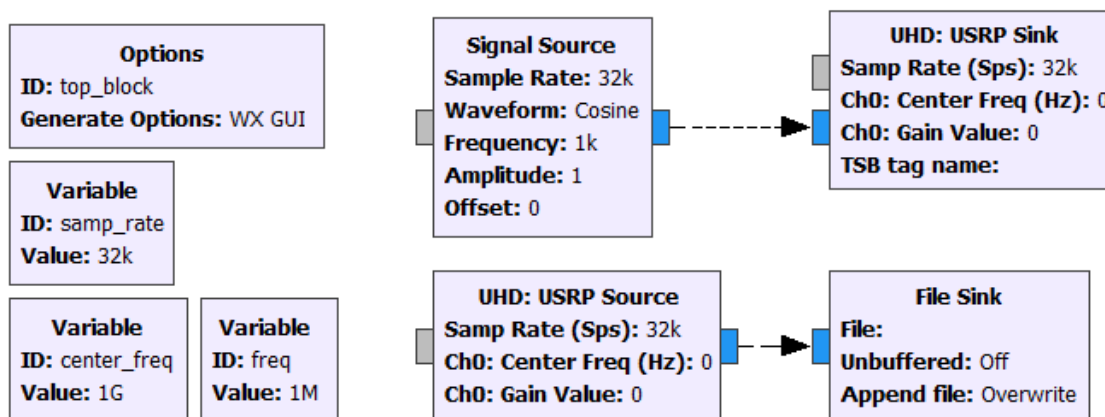 Options
ID: top_block
Generate Options: WX GUI
Variable
ID: samp_rate
Value: 32k
Variable
ID: center_freq
Value: 1G
Variable
ID: freq
Value: 1M
Signal Source
Sample Rate: 32k
Waveform: Cosine
Frequency: 1k
Amplitude: 1
Offset: 0
UHD: USRP Sink
Samp Rate (Sps): 32k
Ch0: Center Freq (Hz): 0
Ch0: Gain Value: 0
TSB tag name:
UHD: USRP Source
Samp Rate (Sps): 32k
Ch0: Center Freq (Hz): 0
Ch0: Gain Value: 0
File Sink
File:
Unbuffered: Off
Append file: Overwrite